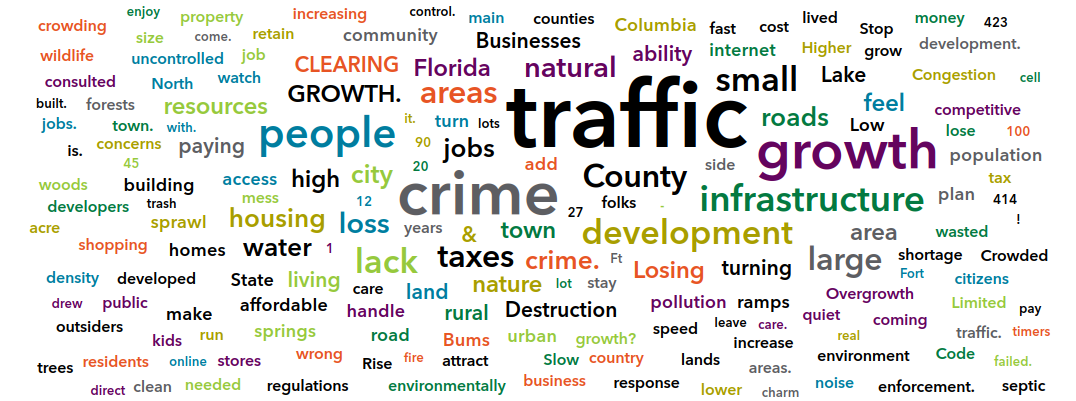 enjoy property increasing control. main counties Columbia fast cost lived Stop money 423
crowding size come. retain community Businesses ability internet Higher grow development.
wildlife uncontrolled job CLEARING Florida natural small Lake Congestion cell
consulted North watch GROWTH. areas traffic roads feel competitive
built. forests resources people it. turn lots Low lose 100
jobs. town. with. concerns paying 90 jobs growth population
is. 45 20 add side
woods building access high city crime County infrastructure plan tax 414
developers trash mess 12 27 folks - !
acre sprawl housing loss years & town development area wasted
shopping homes water 1 lack taxes crime. Ft Losing turning large shortage Crowded
density developed State living care land nature lot stay Fort citizens
drew public make affordable handle rural Destruction pollution ramps Overgrowth Limited pay
outsiders kids run springs road Bums urban growth? speed leave care. quiet coming real traffic. timers
trees residents online stores wrong Rise fire attract Slow country lands increase environment Code failed.
direct clean needed regulations environmentally business response areas. lower charm noise enforcement. septic